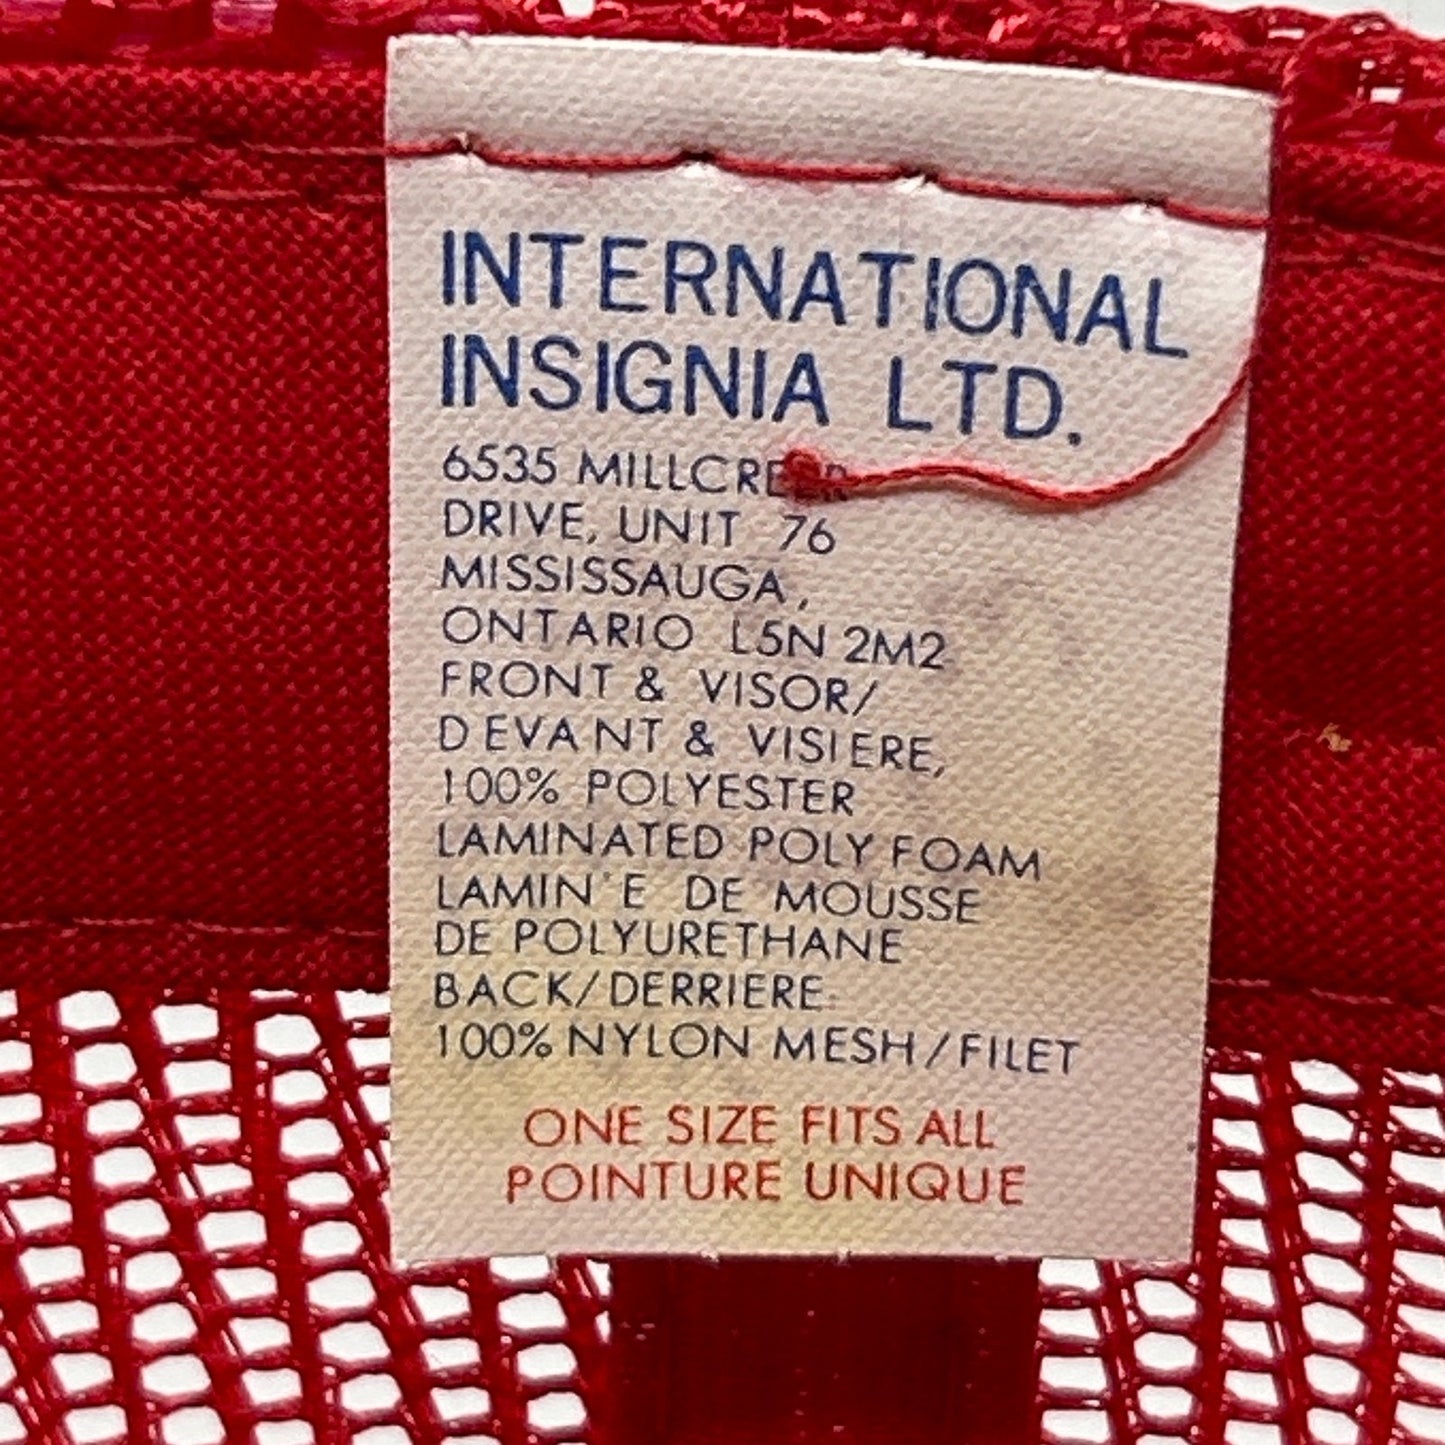 INTERNATIONAL
INSIGNIA LTD.
6535
DRIVE, UNIT 76
MISSISSAUGA,
ONTARIO L5N 2M2
FRONT & VISOR/
DEVANT & VISIERE,
100% POLYESTER
LAMINATED POLY FOAM
LAMIN'E DE MOUSSE
DE POLYURETHANE
BACK/DERRIERE
100% NYLON MESH/FILET
ONE SIZE FITS ALL
POINTURE UNIQUE